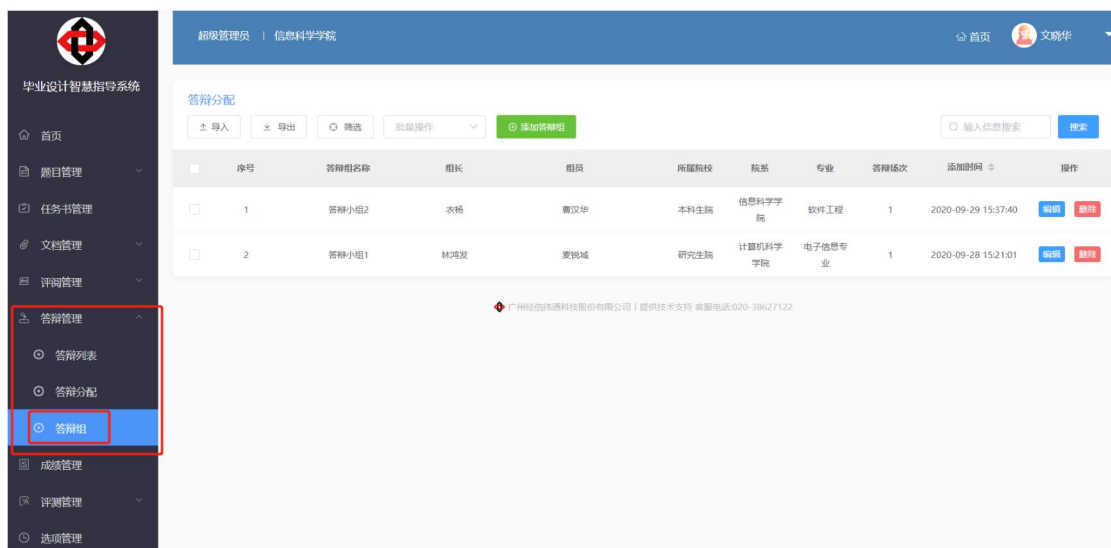 超级管理员 | 信息科学学院
首页 文晓华
毕业设计智慧指导系统
首页
题目管理
任务书管理
文档管理
评阅管理
答辩管理
答辩列表
答辩分配
答辩组
成绩管理
评测管理
选项管理
答辩分配
导入 导出 筛选 批量操作 添加答辩组 输入信息搜索 搜索
序号 答辩组名称 组长 组员 所属院校 院系 专业 答辩场次 添加时间 操作
1 答辩小组2 衣杨 曹汉华 本科生院 信息科学学院 软件工程 1 2020-09-29 15:37:40 编辑 删除
2 答辩小组1 林鸿发 麦锐城 研究生院 计算机科学学院 电子信息专业 1 2020-09-28 15:21:01 编辑 删除
广州经信纬通科技股份有限公司 | 提供技术支持 客服电话:020-38627122